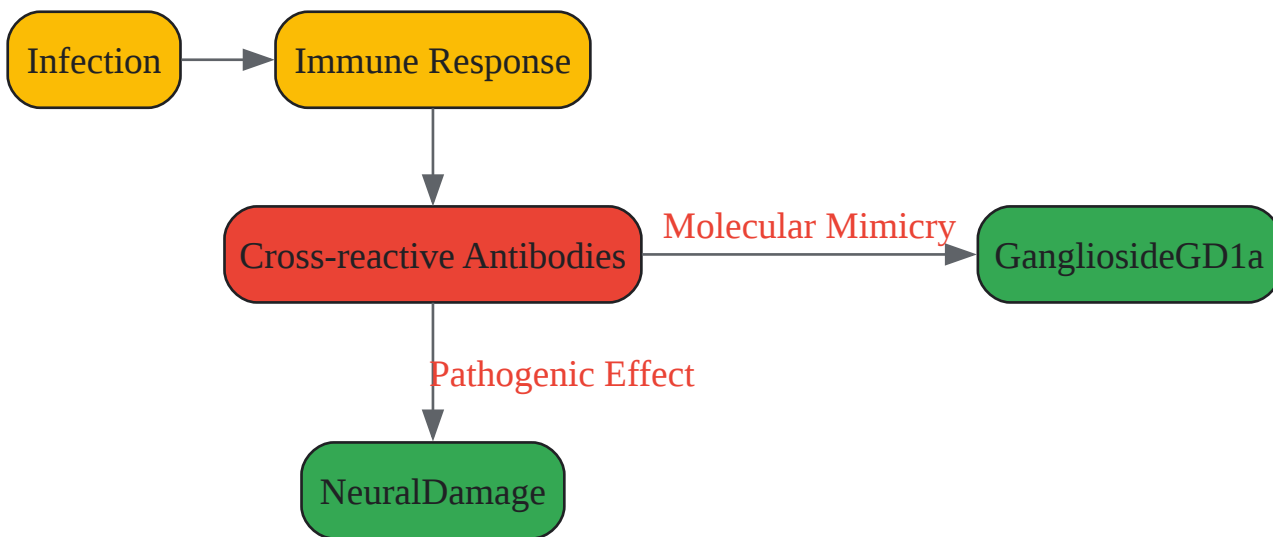 Infection
Immune Response
Cross-reactive Antibodies
Molecular Mimicry
GangliosideGD1a
Pathogenic Effect
NeuralDamage